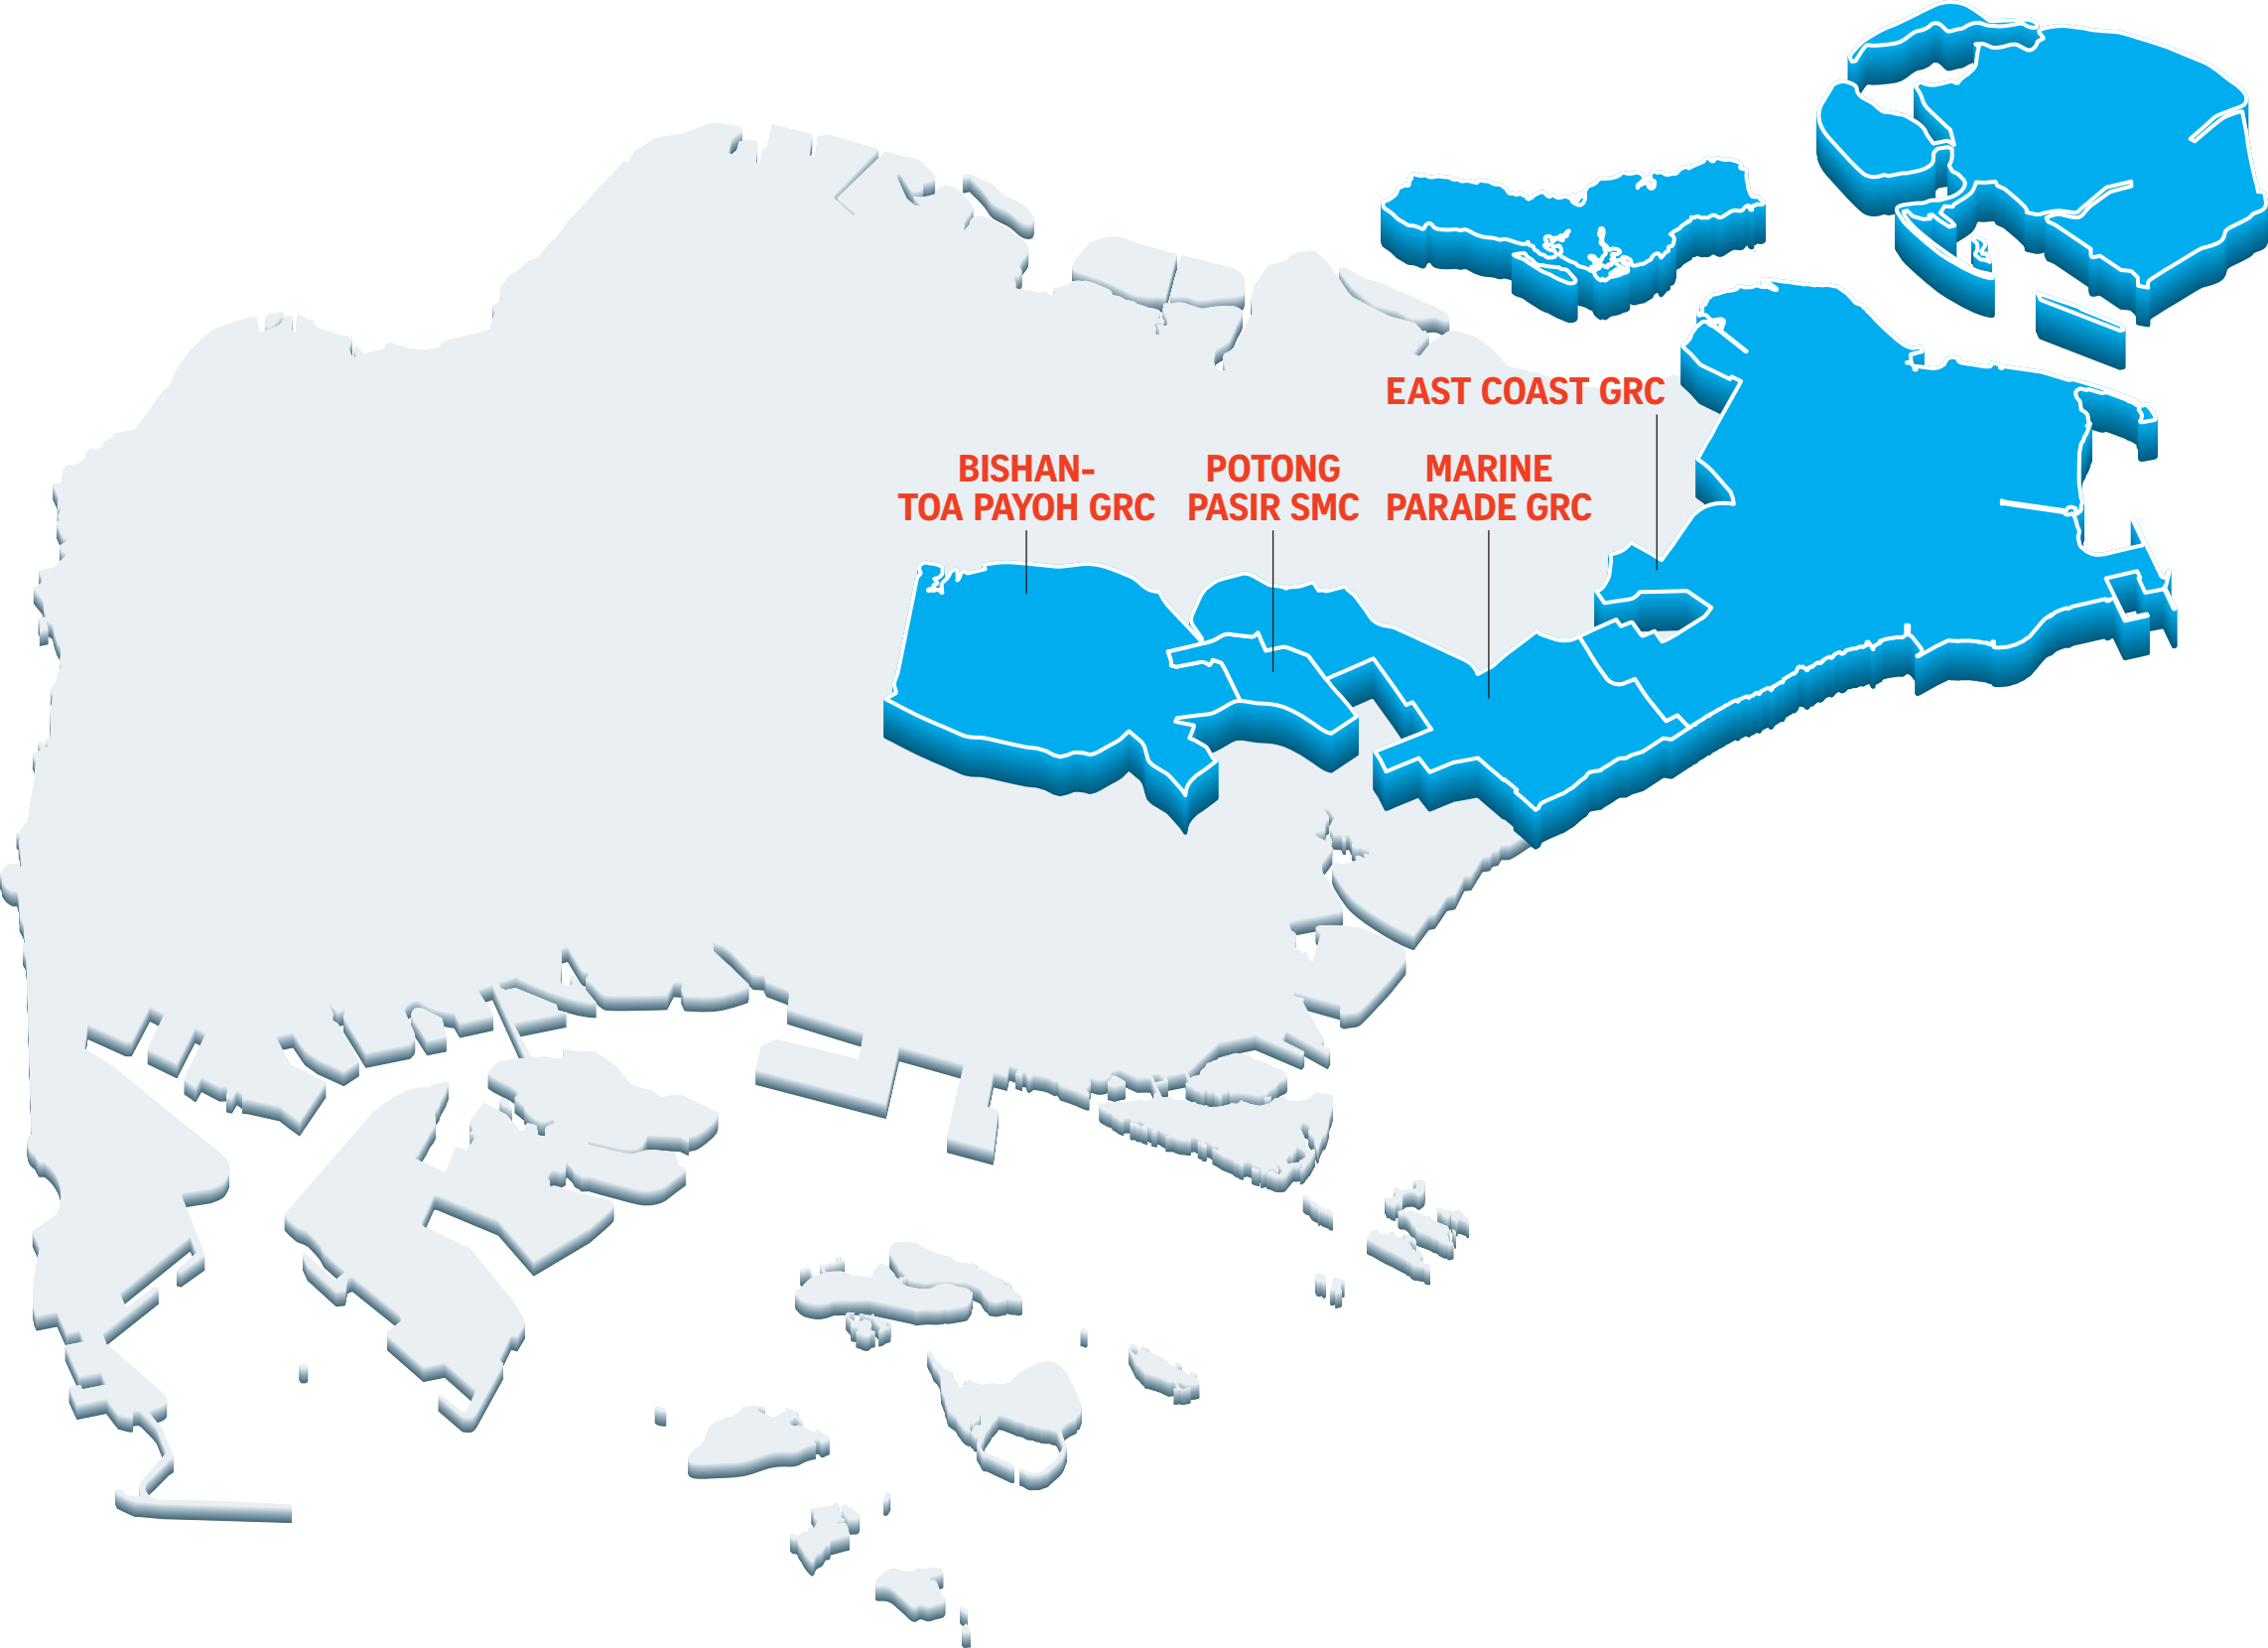 EAST COAST GRC
BISHAN-
TOA PAYOH GRC
POTONG
PASIR SMC
MARINE
PARADE GRC